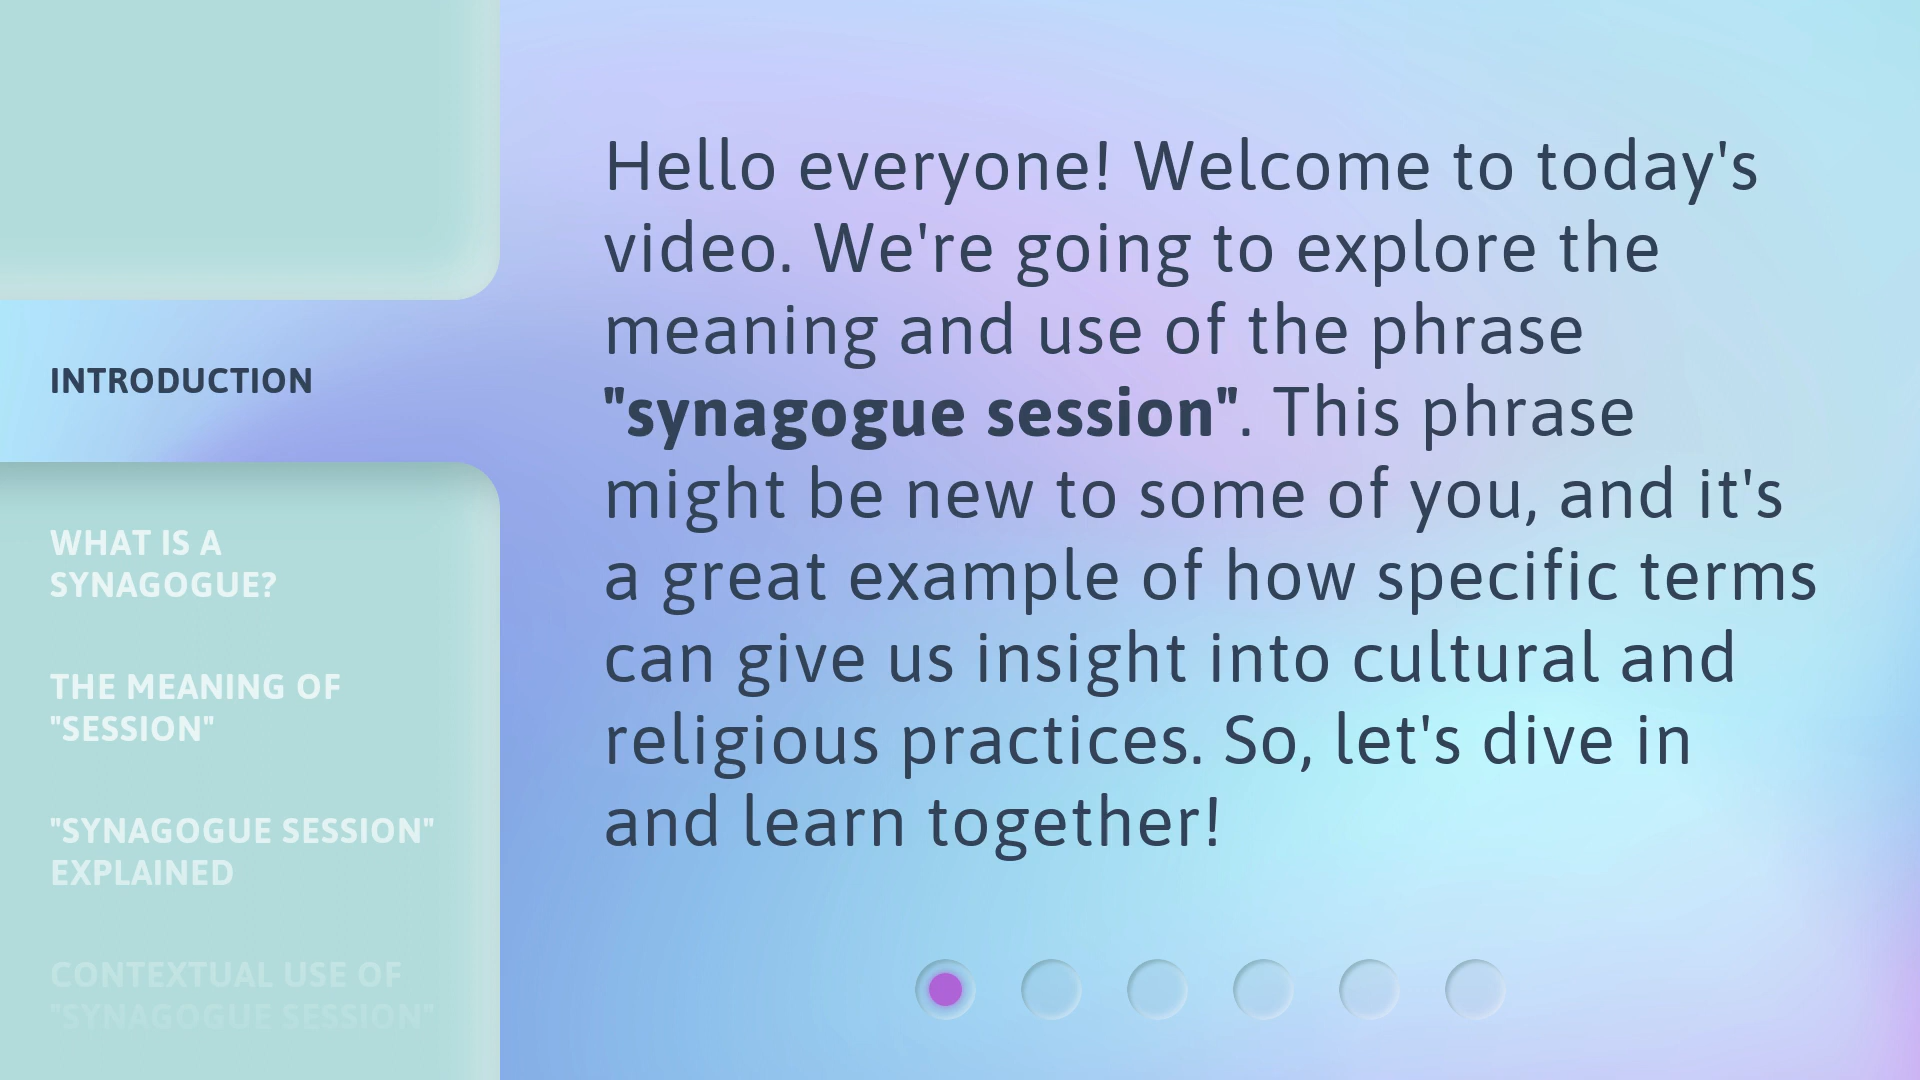 INTRODUCTION
WHAT IS A
SYNAGOGUE?
THE MEANING OF
"SESSION"
"SYNAGOGUE SESSION"
EXPLAINED
CONTEXTUAL USE OF
"SYNAGOGUE SESSION"
Hello everyone! Welcome to today's
video. We're going to explore the
meaning and use of the phrase
"synagogue session". This phrase
might be new to some of you, and it's
a great example of how specific terms
can give us insight into cultural and
religious practices. So, let's dive in
and learn together!